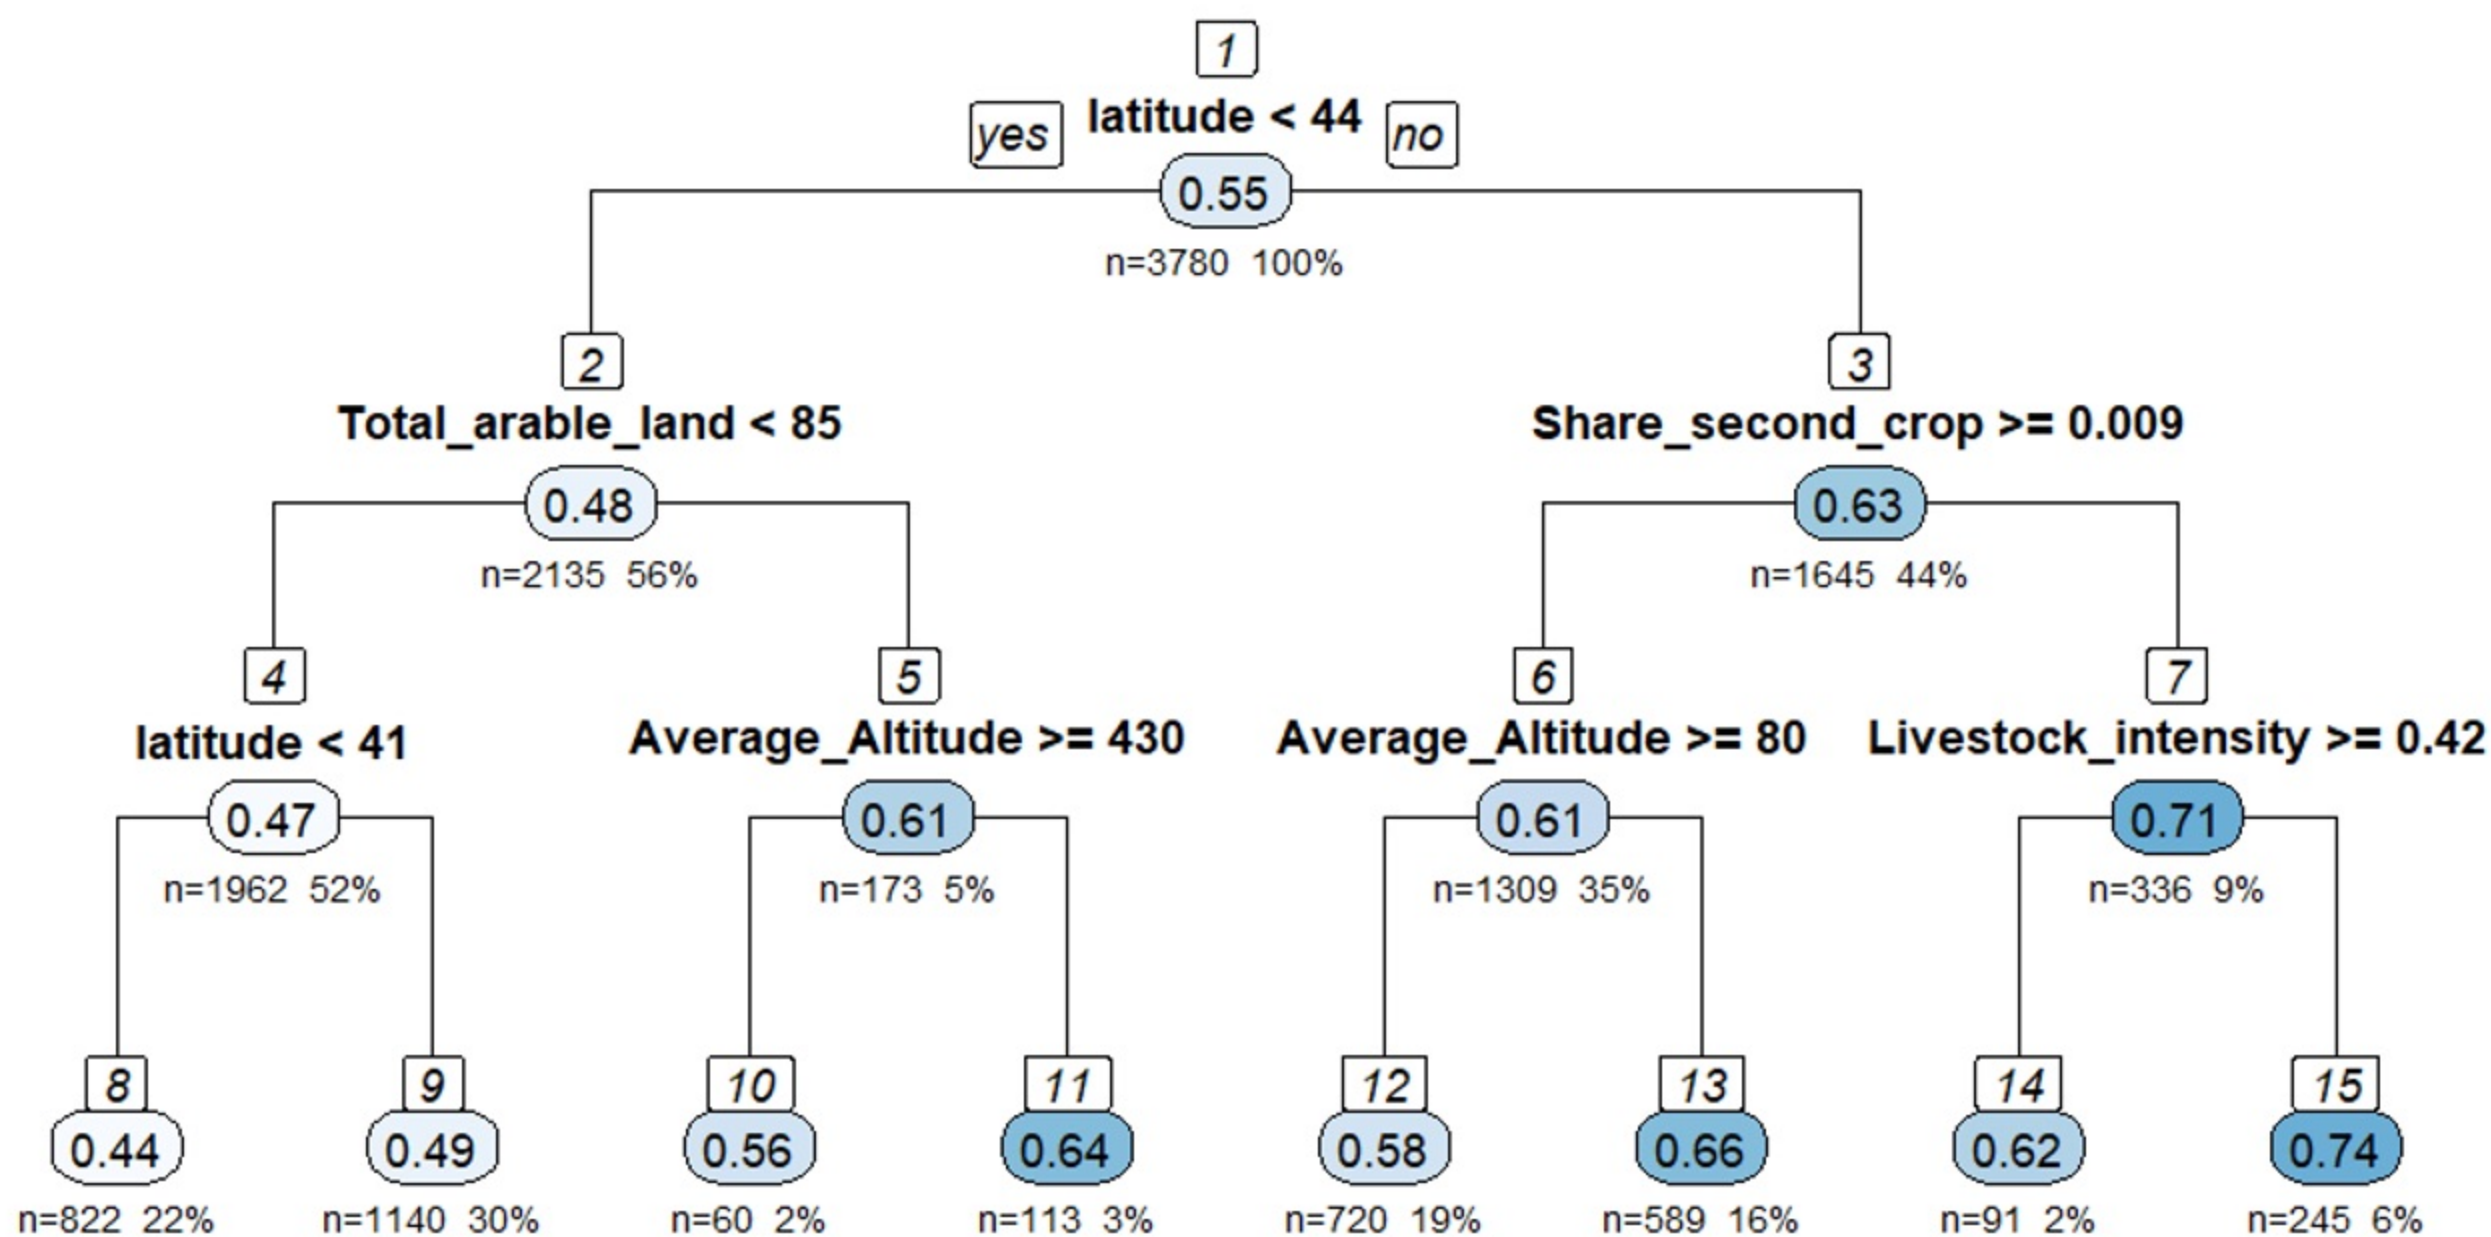 1
latitude < 44
yes
no
0.55
n=3780 100%
2
3
Total_arable_land < 85
Share_second_crop >= 0.009
0.48
0.63
n=2135 56%
n=1645 44%
4
5
6
7
latitude < 41
Average_Altitude >= 430
Average_Altitude >= 80
Livestock_intensity >= 0.42
0.47
0.61
0.61
0.71
n=1962 52%
n=173 5%
n=1309 35%
n=336 9%
8
9
10
11
12
13
14
15
0.44
0.49
0.56
0.64
0.58
0.66
0.62
0.74
n=822 22%
n=1140 30%
n=60 2%
n=113 3%
n=720 19%
n=589 16%
n=91 2%
n=245 6%